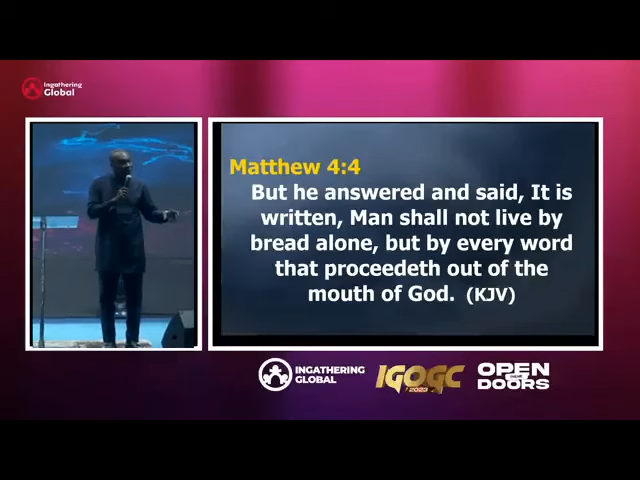 Ingathering
Global
Matthew 4:4
But he answered and said, It is
written, Man shall not live by
bread alone, but by every word
that proceedeth out of the
mouth of God. (KJV)
INGATHERING
GLOBAL
IGOGC
2023
OPEN
DOORS